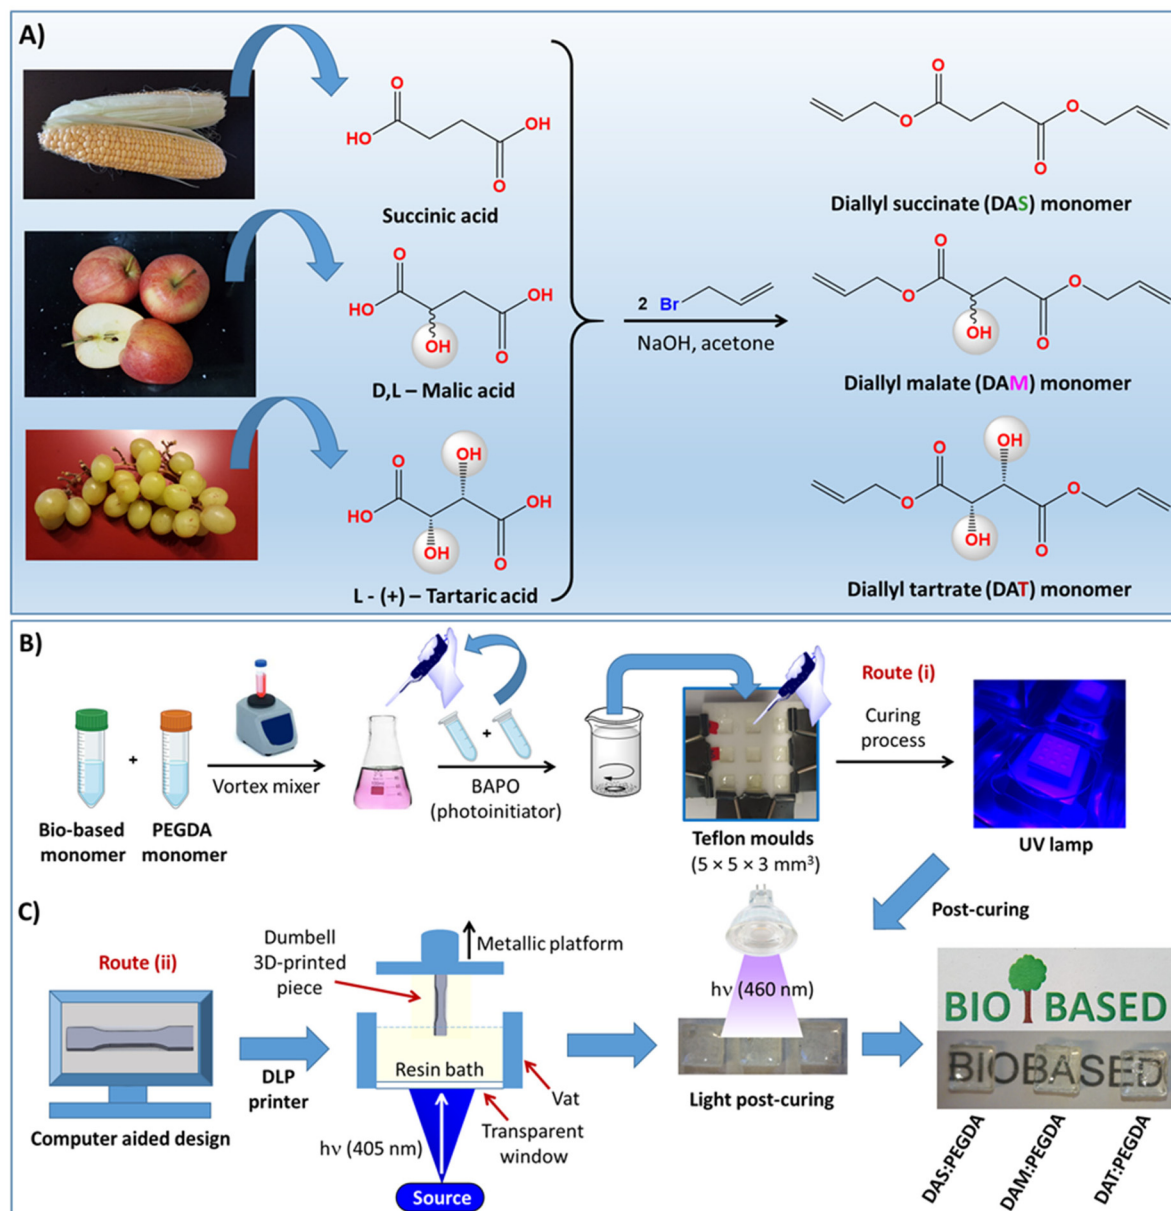 A)
O
OH
HO
O
Succinic acid
O
OH
HO
OH
O
D,L – Malic acid
OH
O
OH
HO
OH
O
L - (+) – Tartaric acid
2 Br
NaOH, acetone
O
O
O
O
Diallyl succinate (DAS) monomer
O
O
O
OH
O
Diallyl malate (DAM) monomer
OH
O
O
O
OH
O
Diallyl tartrate (DAT) monomer
B)
+
Bio-based
monomer
PEGDA
monomer
Vortex mixer
+
BAPO
(photoinitiator)
Teflon moulds
(5 × 5 × 3 mm³)
Route (i)
Curing
process
UV lamp
Post-curing
C)
Route (ii)
Computer aided design
DLP
printer
Dumbell
3D-printed
piece
Metallic platform
Resin bath
Vat
Transparent
window
hν (405 nm)
Source
hν (460 nm)
Light post-curing
BIO BASED
BIOBASED
DAS:PEGDA
DAM:PEGDA
DAT:PEGDA